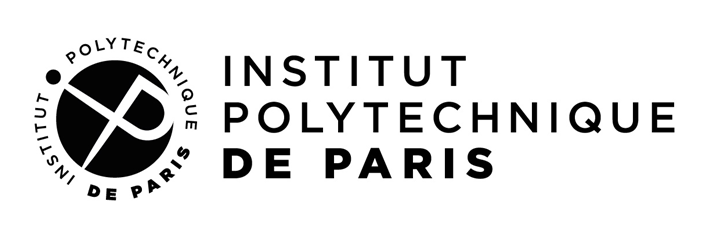 INSTITUT POLYTECHNIQUE DE PARIS
INSTITUT
POLYTECHNIQUE
DE PARIS